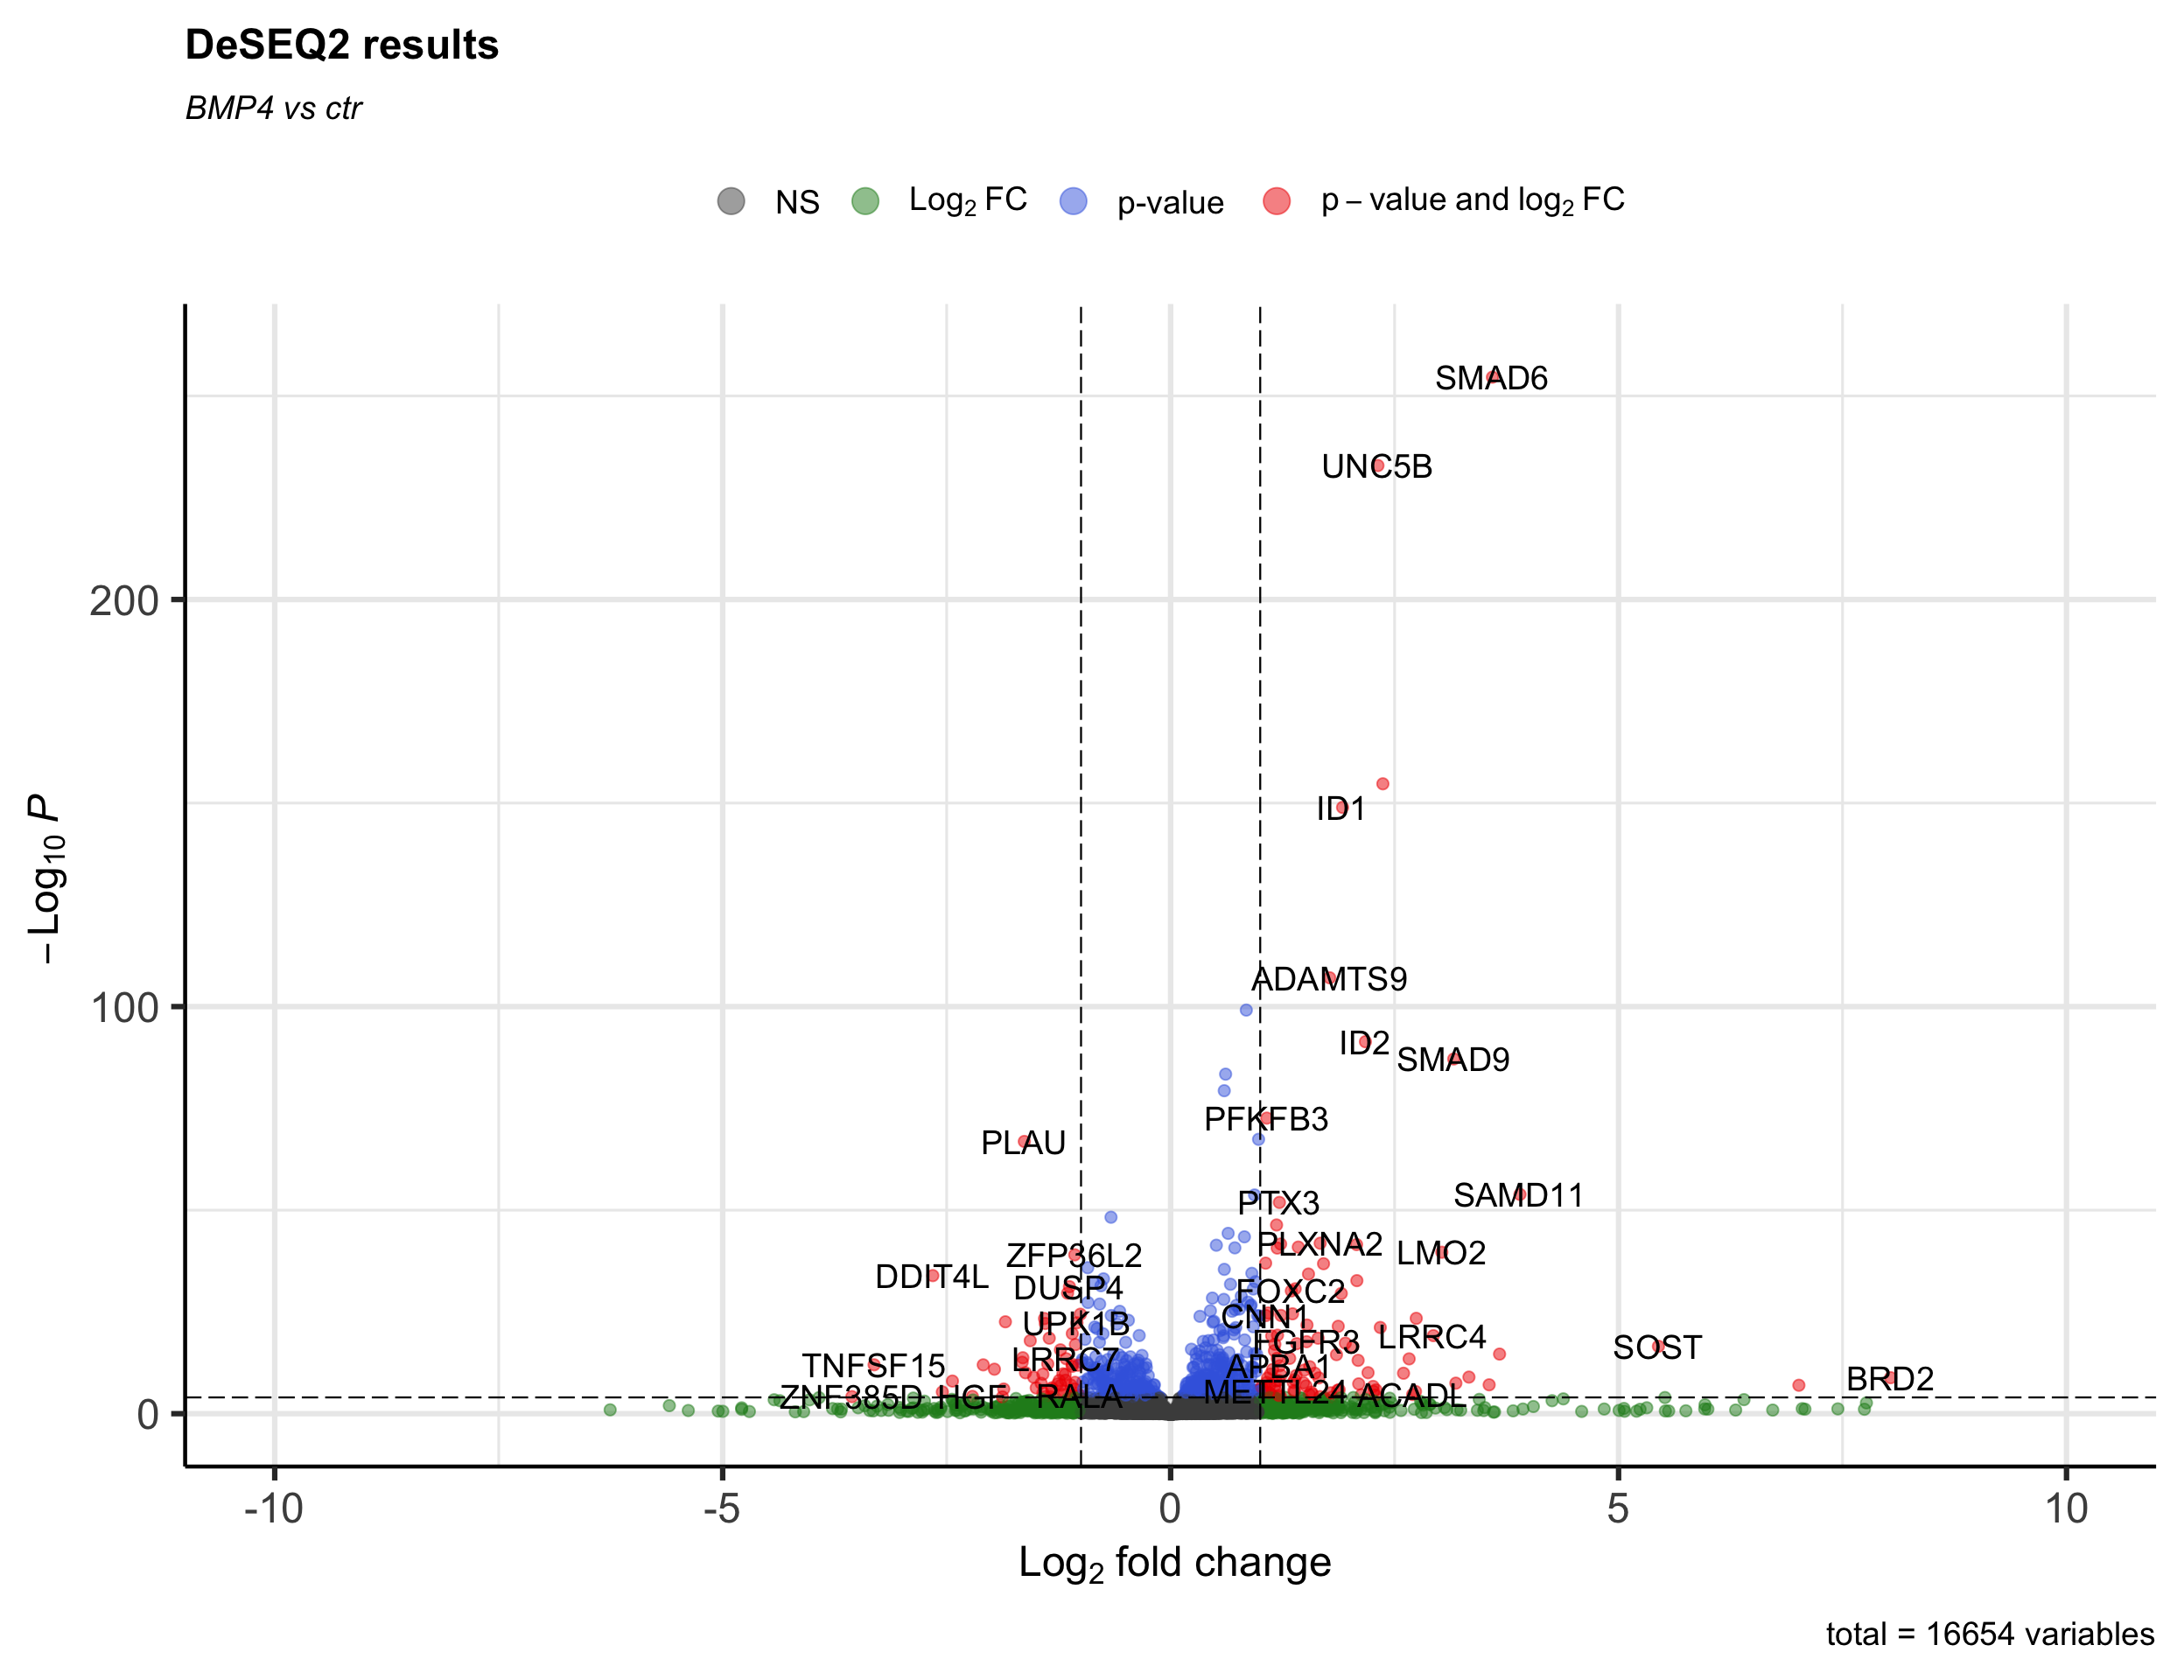 DeSEQ2 results
BMP4 vs ctr
NS Log2 FC p-value p – value and log2 FC
SMAD6
UNC5B
200
ID1
– Log10 P
ADAMTS9
100
ID2
SMAD9
PFKFB3
PLAU
SAMD11
PTX3
PLXNA2
LMO2
ZFP36L2
DDIT4L
DUSP4
FOXC2
CNN1
UPK1B
FGFR3
LRRC4
SOST
LRRC7
TNFSF15
APBA1
BRD2
ZNF385D HGF RALA METTL24 ACADL
0
-10 -5 0 5 10
Log2 fold change
total = 16654 variables